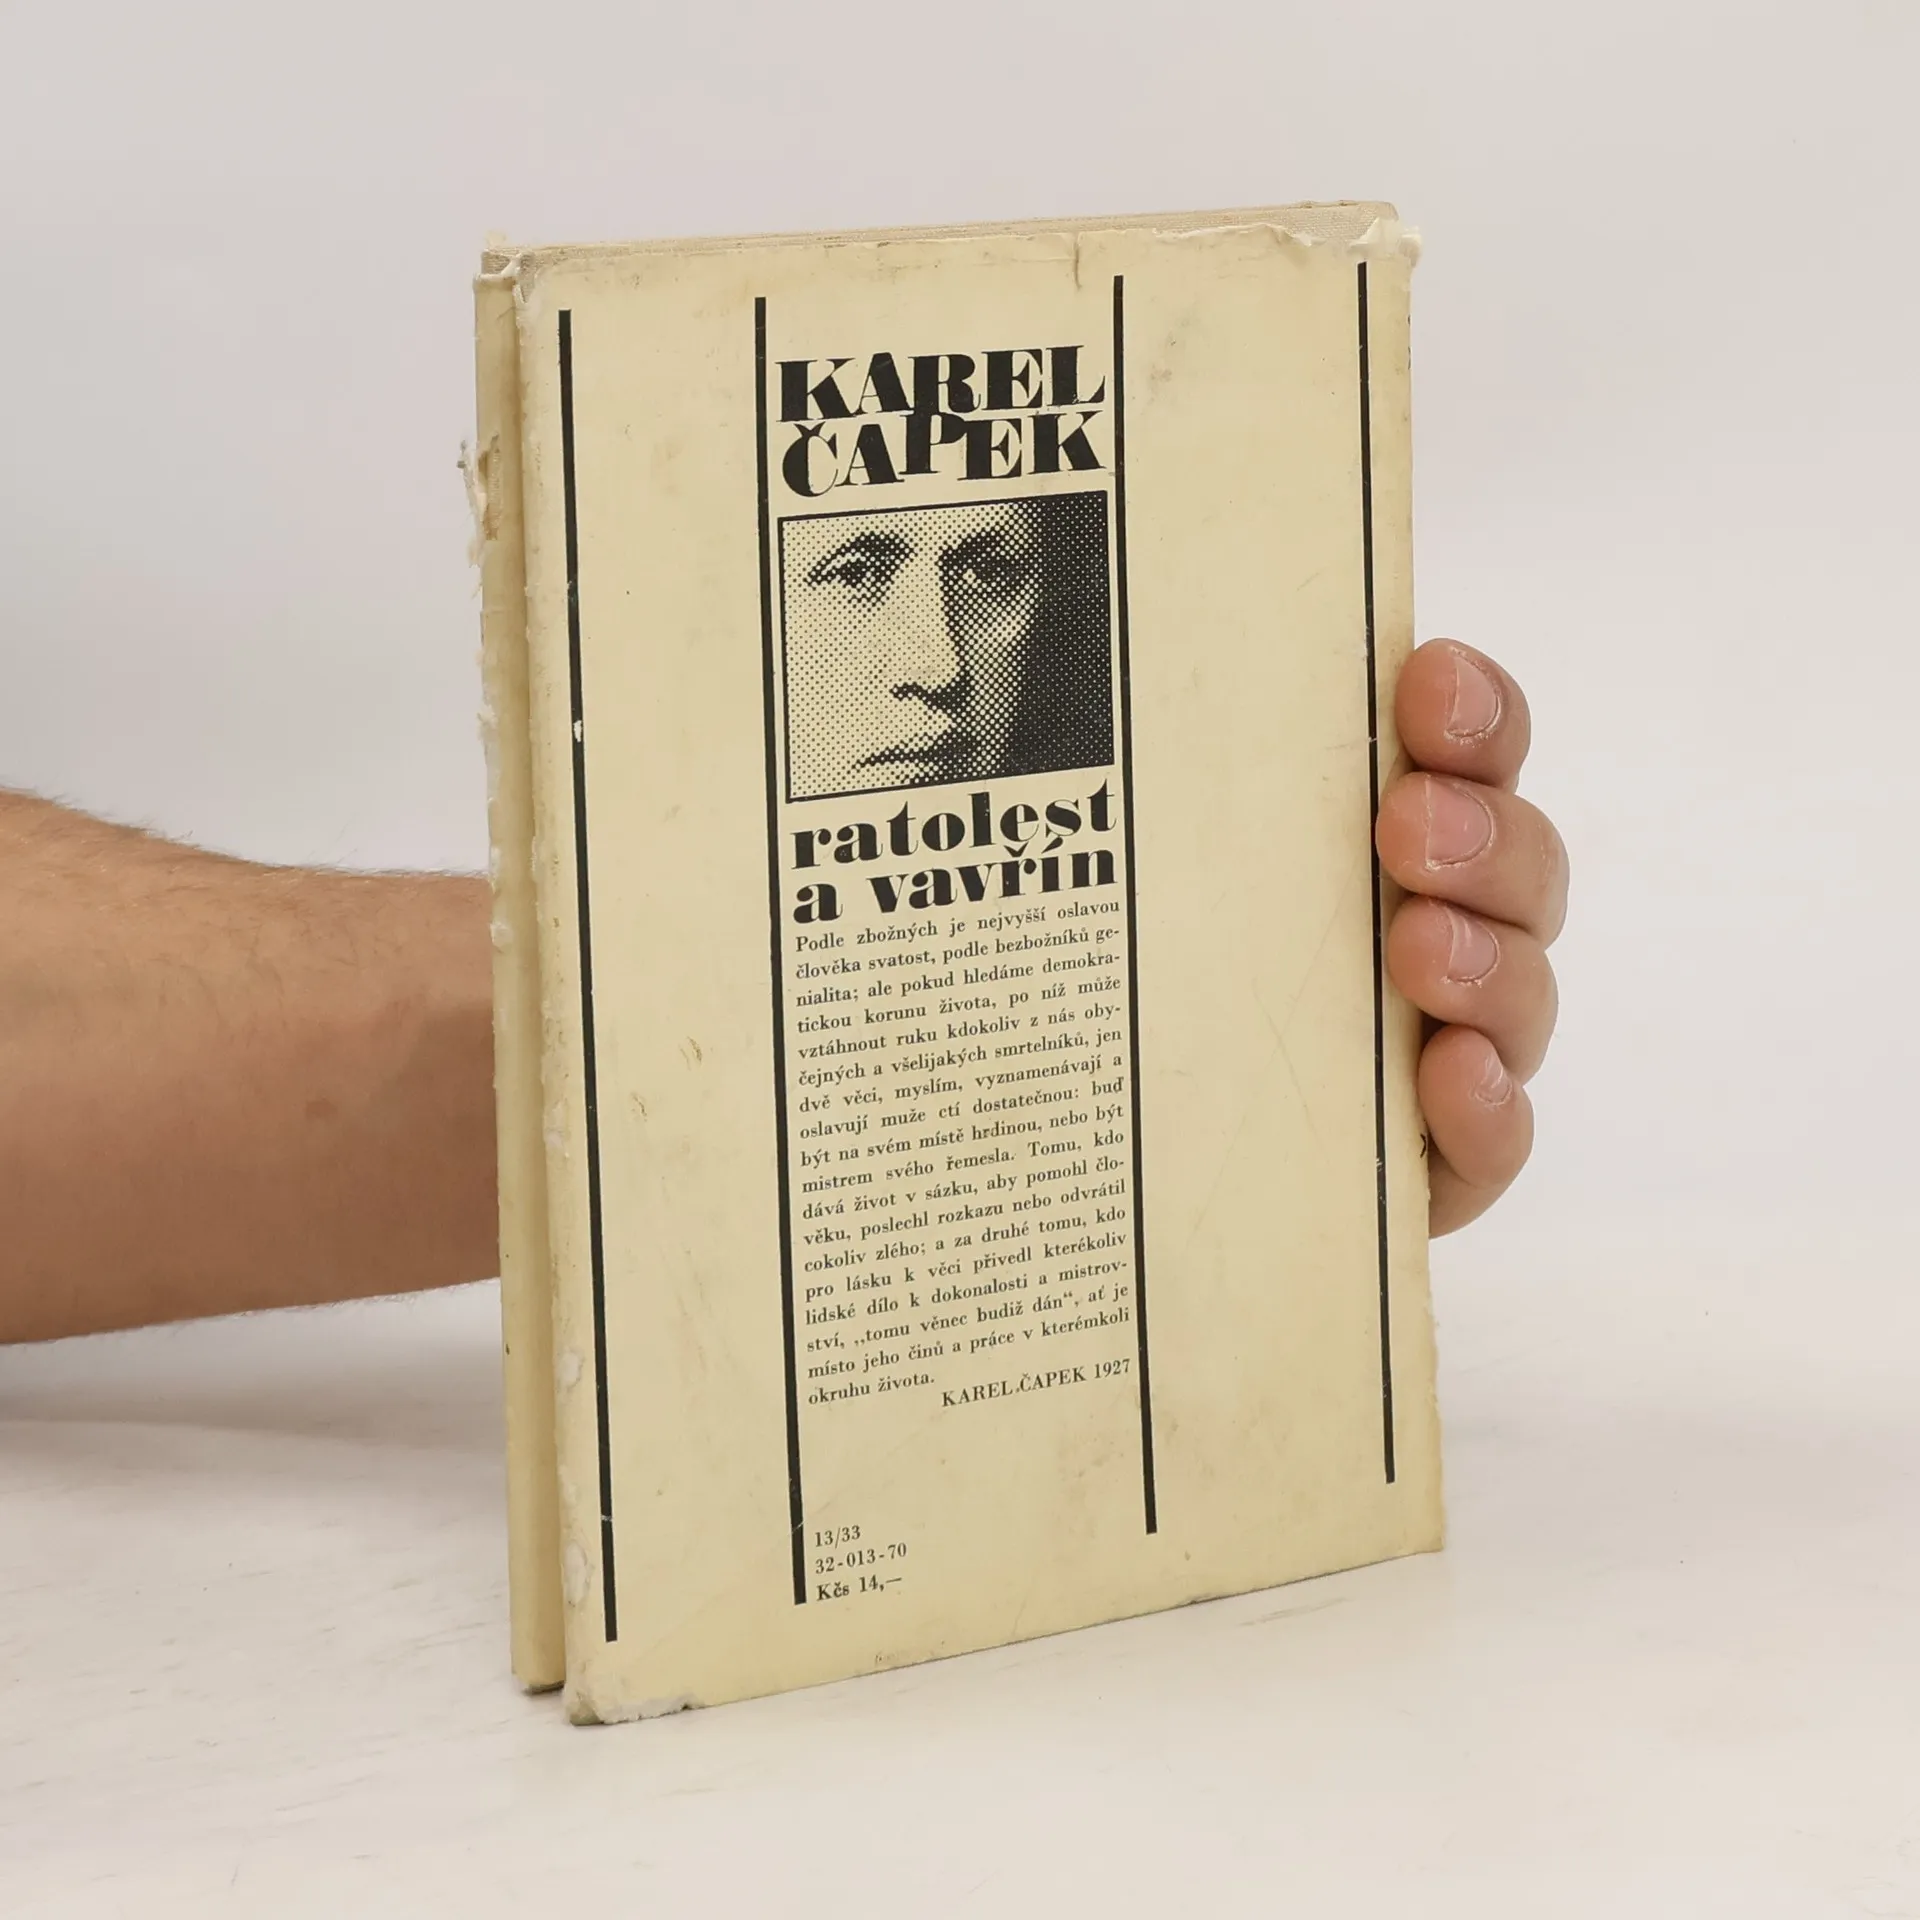 KAREL
ČAPEK
ratolest
a vavřín
Podle zbožných je nejvyšší oslavou
člověka svatost, podle bezbožníků ge-
nialita; ale pokud hledáme demokra-
tickou korunu života, po níž může
vztáhnout ruku kdokoliv z nás oby-
čejných a všelijakých smrtelníků, jen
dvě věci, myslím, vyznamenávají a
oslavují muže ctí dostatečnou: buď
být na svém místě hrdinou, nebo být
mistrem svého řemesla. Tomu, kdo
dává život v sázku, aby pomohl člo-
věku, poslechl rozkazu nebo odvrátil
cokoliv zlého; a za druhé tomu, kdo
pro lásku k věci přivedl kterékoliv
lidské dílo k dokonalosti a mistrov-
ství, „tomu věnec budiž dán“, ať je
místo jeho činů a práce v kterémkoli
okruhu života.
KAREL ČAPEK 1927
13/33
32-013-70
Kčs 14,—